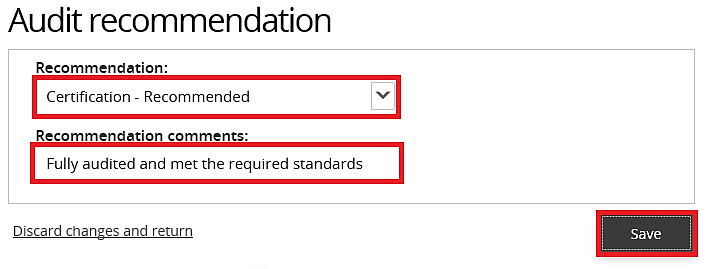 Audit recommendation
Recommendation:
Certification - Recommended
Recommendation comments:
Fully audited and met the required standards
Discard changes and return
Save